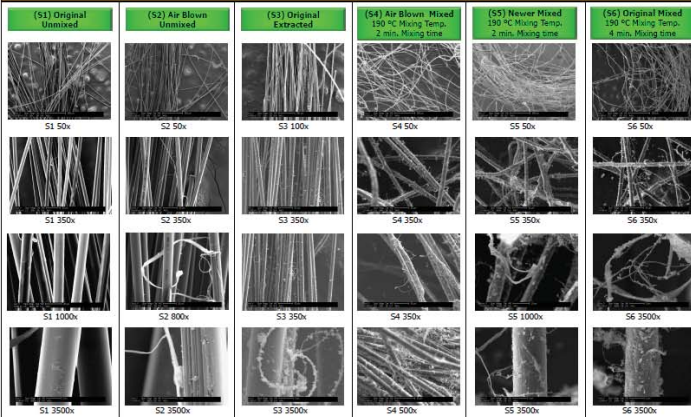 (S1) Original
Unmixed
(S2) Air Blown
Unmixed
(S3) Original
Extracted
(S4) Air Blown Mixed
190 ºC Mixing Temp.
2 min. Mixing time
(S5) Newer Mixed
190 ºC Mixing Temp.
2 min. Mixing time
(S6) Original Mixed
190 ºC Mixing Temp.
4 min. Mixing time
S1 50x
S2 50x
S3 100x
S4 50x
S5 50x
S6 50x
S1 350x
S2 350x
S3 350x
S4 350x
S5 350x
S6 350x
S1 1000x
S2 800x
S3 350x
S4 350x
S5 1000x
S6 3500x
S1 3500x
S2 3500x
S3 3500x
S4 500x
S5 3500x
S6 3500x